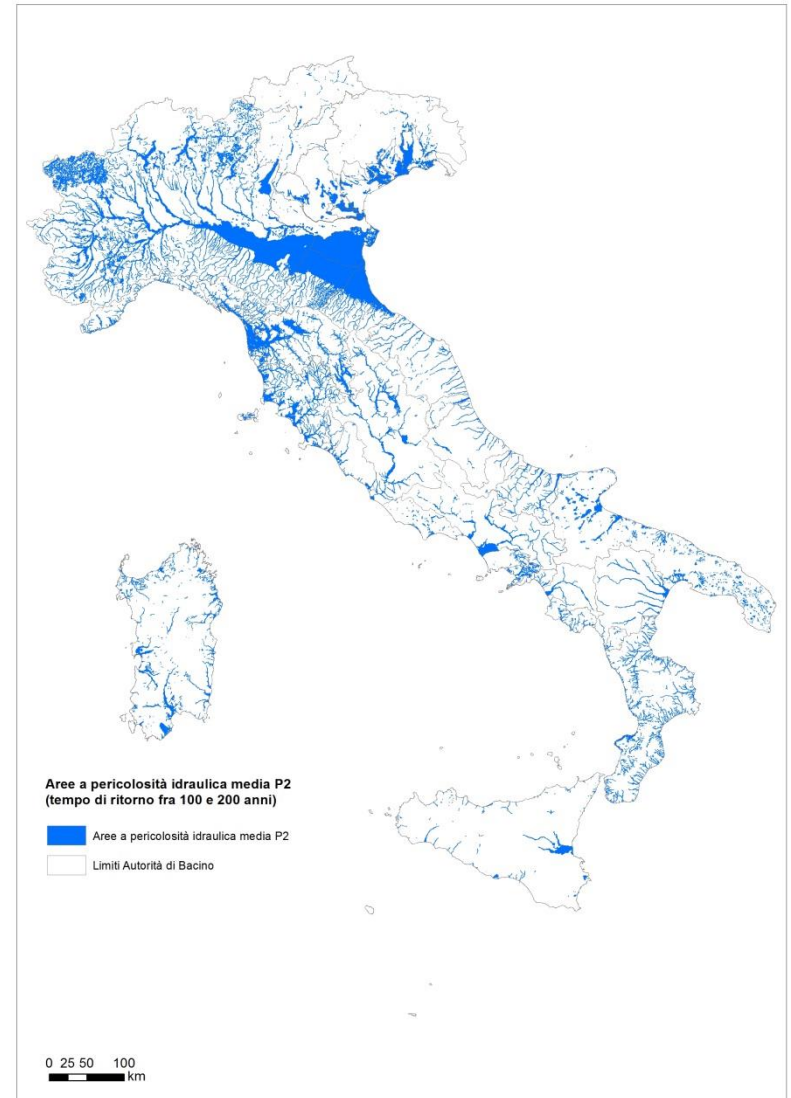 Aree a pericolosità idraulica media P2
(tempo di ritorno fra 100 e 200 anni)
Aree a pericolosità idraulica media P2
Limiti Autorità di Bacino
0 25 50 100
km